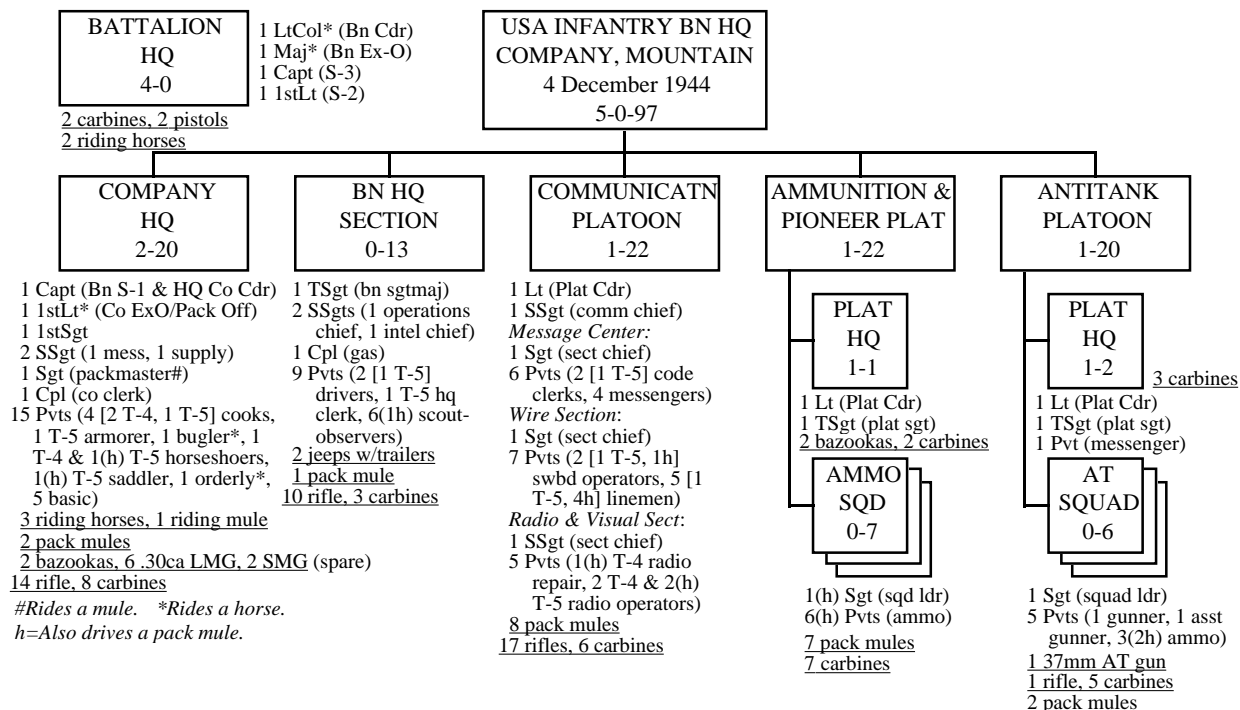 BATTALION
HQ
4-0
1 LtCol* (Bn Cdr)
1 Maj* (Bn Ex-O)
1 Capt (S-3)
1 1stLt (S-2)
2 carbines, 2 pistols
2 riding horses
USA INFANTRY BN HQ
COMPANY, MOUNTAIN
4 December 1944
5-0-97
COMPANY
HQ
2-20
1 Capt (Bn S-1 & HQ Co Cdr)
1 1stLt* (Co ExO/Pack Off)
1 1stSgt
2 SSgt (1 mess, 1 supply)
1 Sgt (packmaster#)
1 Cpl (co clerk)
15 Pvts (4 [2 T-4, 1 T-5] cooks,
1 T-5 armorer, 1 bugler*, 1
T-4 & 1(h) T-5 horseshoers,
1(h) T-5 saddler, 1 orderly*,
5 basic)
3 riding horses, 1 riding mule
2 pack mules
2 bazookas, 6 .30ca LMG, 2 SMG (spare)
14 rifle, 8 carbines
#Rides a mule. *Rides a horse.
h=Also drives a pack mule.
BN HQ
SECTION
0-13
1 TSgt (bn sgtmaj)
2 SSgts (1 operations
chief, 1 intel chief)
1 Cpl (gas)
9 Pvts (2 [1 T-5]
drivers, 1 T-5 hq
clerk, 6(1h) scout-
observers)
2 jeeps w/trailers
1 pack mule
10 rifle, 3 carbines
COMMUNICATN
PLATOON
1-22
1 Lt (Plat Cdr)
1 SSgt (comm chief)
Message Center:
1 Sgt (sect chief)
6 Pvts (2 [1 T-5] code
clerks, 4 messengers)
Wire Section:
1 Sgt (sect chief)
7 Pvts (2 [1 T-5, 1h]
swbd operators, 5 [1
T-5, 4h] linemen)
Radio & Visual Sect:
1 SSgt (sect chief)
5 Pvts (1(h) T-4 radio
repair, 2 T-4 & 2(h)
T-5 radio operators)
8 pack mules
17 rifles, 6 carbines
AMMUNITION &
PIONEER PLAT
1-22
PLAT
HQ
1-1
1 Lt (Plat Cdr)
1 TSgt (plat sgt)
2 bazookas, 2 carbines
AMMO
SQD
0-7
1(h) Sgt (sqd ldr)
6(h) Pvts (ammo)
7 pack mules
7 carbines
ANTITANK
PLATOON
1-20
PLAT
HQ
1-2
3 carbines
1 Lt (Plat Cdr)
1 TSgt (plat sgt)
1 Pvt (messenger)
AT
SQUAD
0-6
1 Sgt (squad ldr)
5 Pvts (1 gunner, 1 asst
gunner, 3(2h) ammo)
1 37mm AT gun
1 rifle, 5 carbines
2 pack mules